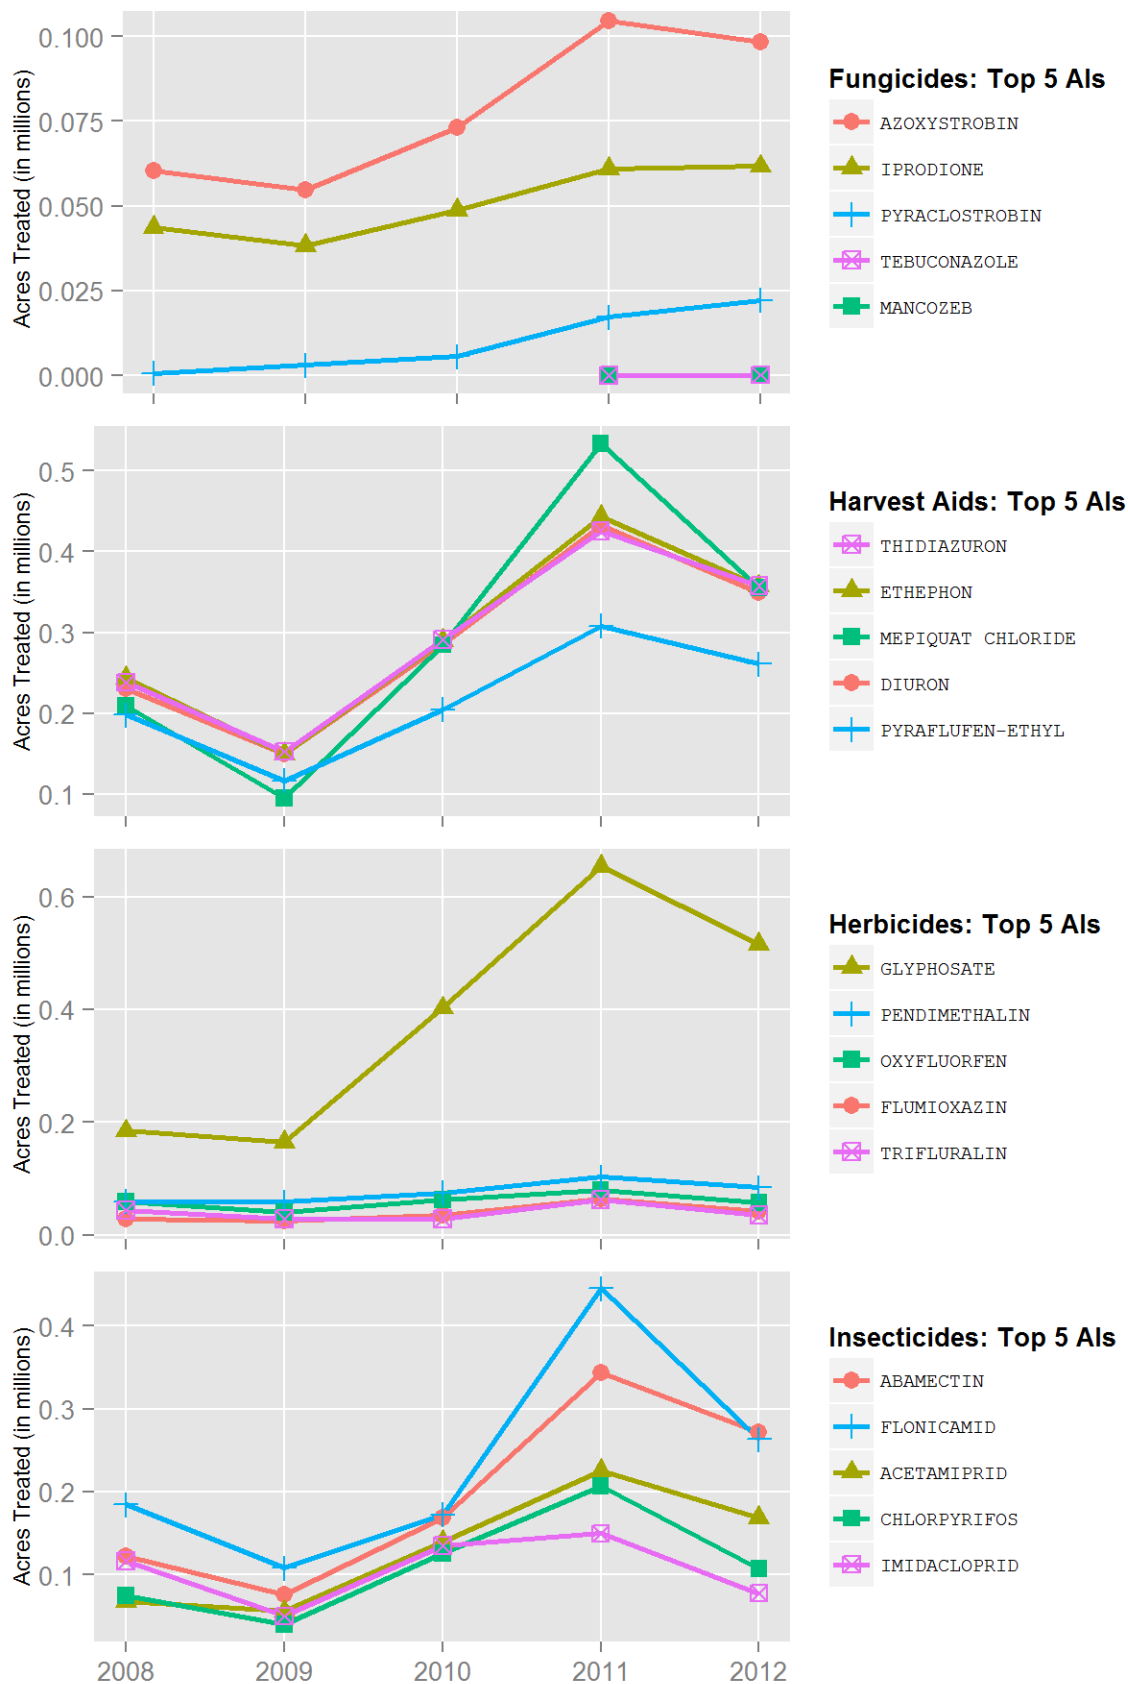 Acres Treated (in millions)
0.100
0.075
0.050
0.025
0.000
Fungicides: Top 5 AIs
AZOXYSTROBIN
IPRODIONE
PYRACLOSTROBIN
TEBUCONAZOLE
MANCOZEB
Acres Treated (in millions)
0.5
0.4
0.3
0.2
0.1
Harvest Aids: Top 5 AIs
THIDIAZURON
ETHEPHON
MEPIQUAT CHLORIDE
DIURON
PYRAFLUFEN-ETHYL
Acres Treated (in millions)
0.6
0.4
0.2
0.0
Herbicides: Top 5 AIs
GLYPHOSATE
PENDIMETHALIN
OXYFLUORFEN
FLUMIOXAZIN
TRIFLURALIN
Acres Treated (in millions)
0.4
0.3
0.2
0.1
Insecticides: Top 5 AIs
ABAMECTIN
FLONICAMID
ACETAMIPRID
CHLORPYRIFOS
IMIDACLOPRID
2008 2009 2010 2011 2012